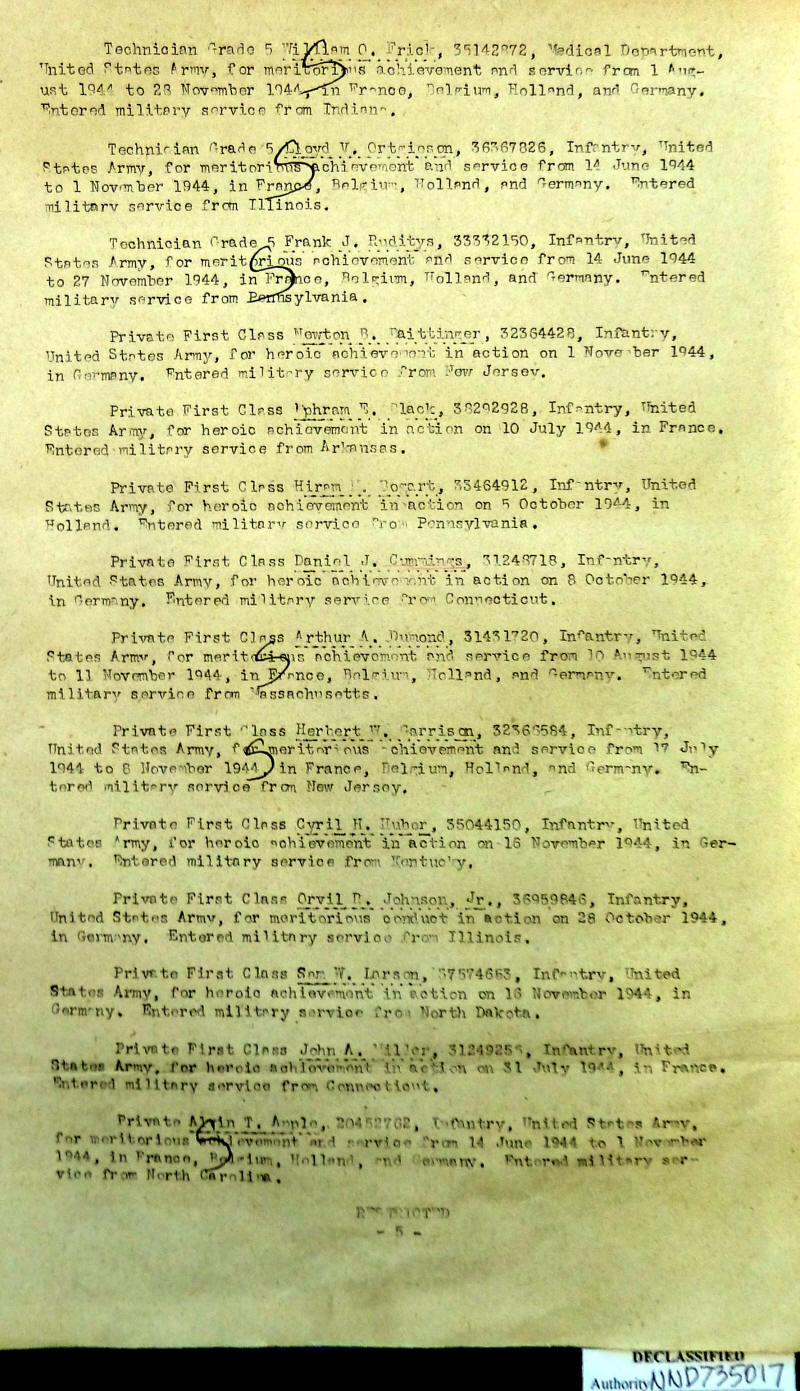 Technician Grade 5 William O. Frick, 35142872, Medical Department,
United States Army, for meritorious achievement and service from 1 Aug-
ust 1944 to 28 November 1944, in France, Belgium, Holland, and Germany.
Entered military service from Indiana.
Technician Grade 5 Lloyd V. 36367826, Infantry, United
States Army, for meritorious achievement and service from 14 June 1944
to 1 November 1944, in France, Belgium, Holland, and Germany. Entered
military service from Illinois.
Technician Grade 5 Frank J. Ruditys, 33332150, Infantry, United
States Army, for meritorious achievement and service from 14 June 1944
to 27 November 1944, in France, Belgium, Holland, and Germany. Entered
military service from Pennsylvania.
Private First Class Newton B. 32364428, Infantry,
United States Army, for heroic achievement in action on 1 November 1944,
in Germany. Entered military service from New Jersey.
Private First Class Ephram 38292928, Infantry, United
States Army, for heroic achievement in action on 10 July 1944, in France.
Entered military service from Arkansas.
Private First Class Hiram 33464912, Infantry, United
States Army, for heroic achievement in action on 5 October 1944, in
Holland. Entered military service from Pennsylvania.
Private First Class Daniel J. Cummings, 31248718, Infantry,
United States Army, for heroic achievement in action on 8 October 1944,
in Germany. Entered military service from Connecticut.
Private First Class Arthur A. Dumond, 31431720, Infantry, United
States Army, for meritorious achievement and service from 10 August 1944
to 11 November 1944, in France, Belgium, Holland, and Germany. Entered
military service from Massachusetts.
Private First Class Herbert W. Garrison, Infantry,
United States Army, for meritorious achievement and service from 17 July
1944 to 8 November 1944, in France, Belgium, Holland, and Germany. En-
tered military service from New Jersey.
Private First Class Cyril H. Huber, 35044150, Infantry, United
States Army, for heroic achievement in action on 16 November 1944, in Ger-
many. Entered military service from Kentucky.
Private First Class Orvil D. Johnson, Jr., 36959846, Infantry,
United States Army, for meritorious conduct in action on 28 October 1944,
in Germany. Entered military service from Illinois.
Private First Class Sam W. Larson, Infantry, United
States Army, for heroic achievement in action on 16 November 1944, in
Germany. Entered military service from North Dakota.
Private First Class John A. Infantry, United
States Army, for heroic achievement in action on 31 July 1944, in France.
Entered military service from Connecticut.
Private Alvin T. Infantry, United States Army,
for meritorious achievement and service from 14 June 1944 to 1 November
1944, in France, Belgium, Holland, and Germany. Entered military ser-
vice from North Carolina.
RESTRICTED
- 5 -
DECLASSIFIED
Authority NND735017